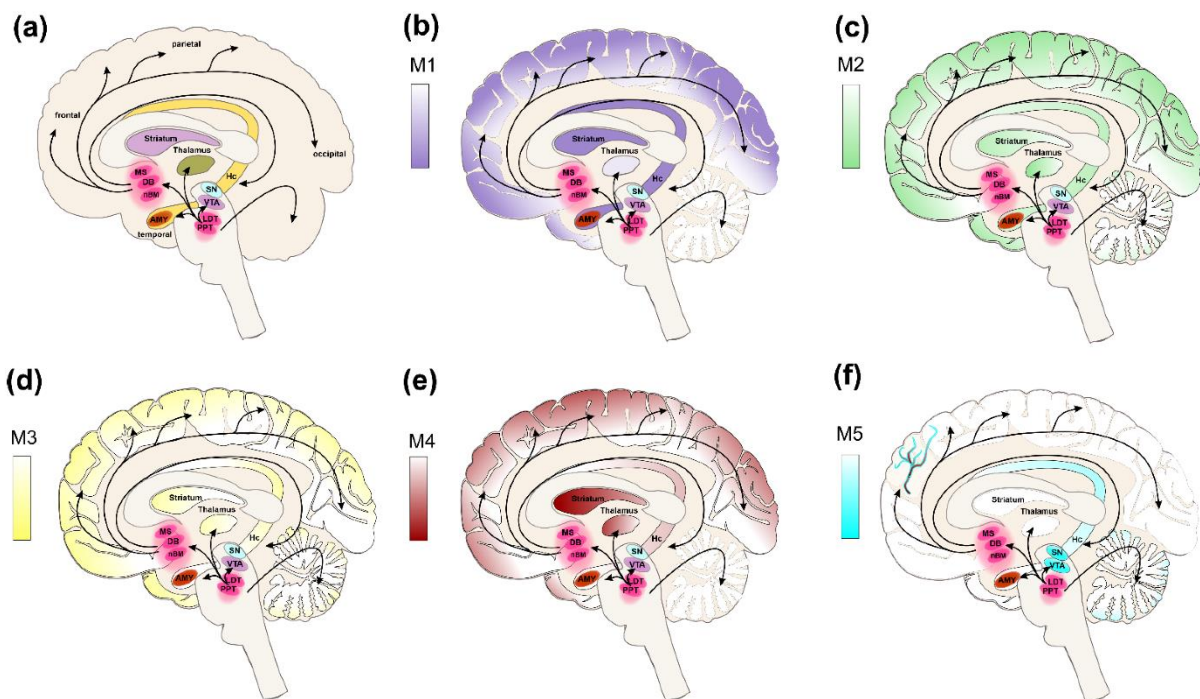 (a)
parietal
frontal
occipital
Striatum
Thalamus
Hc
MS
DB
nBM
SN
VTA
AMY
LDT
PPT
temporal
(b)
M1
Striatum
Thalamus
Hc
MS
DB
nBM
SN
VTA
AMY
LDT
PPT
(c)
M2
Striatum
Thalamus
Hc
MS
DB
nBM
SN
VTA
AMY
LDT
PPT
(d)
M3
Striatum
Thalamus
Hc
MS
DB
nBM
SN
VTA
AMY
LDT
PPT
(e)
M4
Striatum
Thalamus
Hc
MS
DB
nBM
SN
VTA
AMY
LDT
PPT
(f)
M5
Striatum
Thalamus
Hc
MS
DB
nBM
SN
VTA
AMY
LDT
PPT